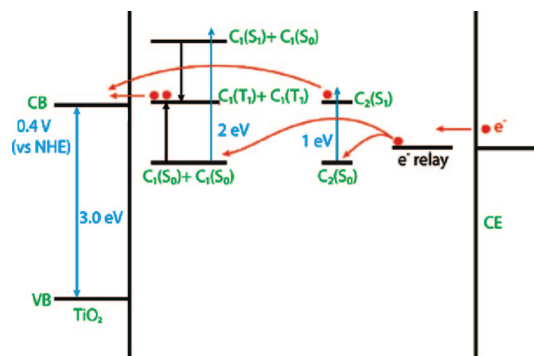 C₁(S₁)+ C₁(S₀)
CB
C₁(T₁)+ C₁(T₁)
C₂(S₁)
0.4 V
(vs NHE)
2 eV
1 eV
e⁻
e⁻ relay
C₁(S₀)+ C₁(S₀)
C₂(S₀)
3.0 eV
CE
VB
TiO₂